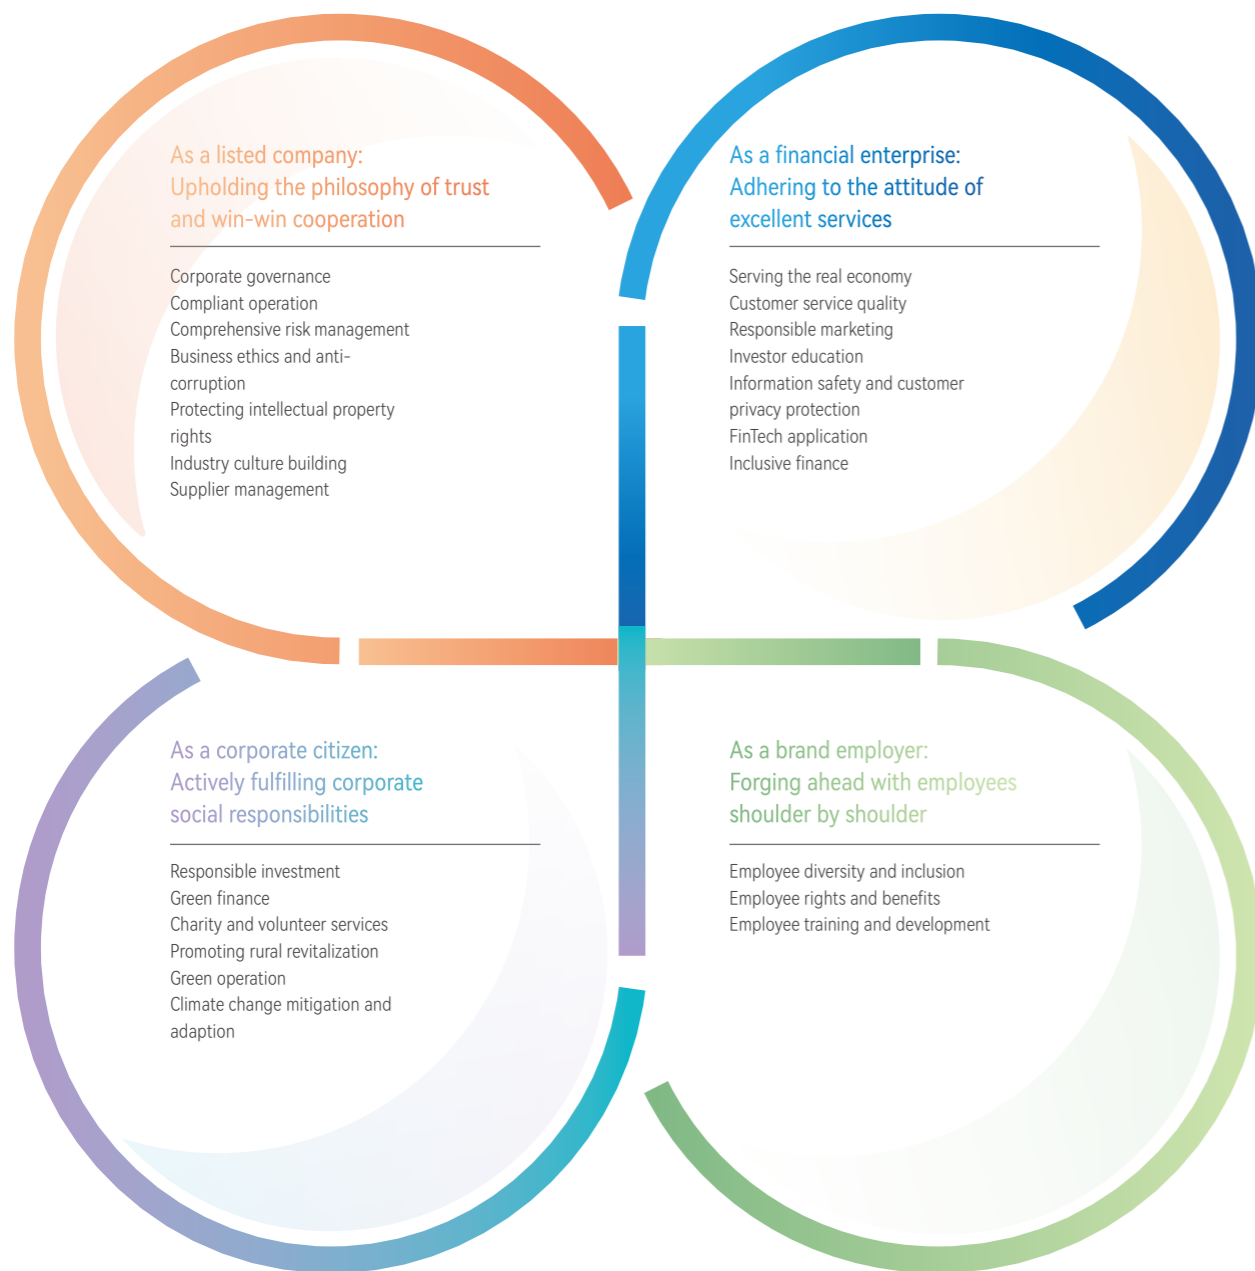 As a listed company:
Upholding the philosophy of trust
and win-win cooperation
Corporate governance
Compliant operation
Comprehensive risk management
Business ethics and anti-
corruption
Protecting intellectual property
rights
Industry culture building
Supplier management
As a financial enterprise:
Adhering to the attitude of
excellent services
Serving the real economy
Customer service quality
Responsible marketing
Investor education
Information safety and customer
privacy protection
FinTech application
Inclusive finance
As a corporate citizen:
Actively fulfilling corporate
social responsibilities
Responsible investment
Green finance
Charity and volunteer services
Promoting rural revitalization
Green operation
Climate change mitigation and
adaption
As a brand employer:
Forging ahead with employees
shoulder by shoulder
Employee diversity and inclusion
Employee rights and benefits
Employee training and development